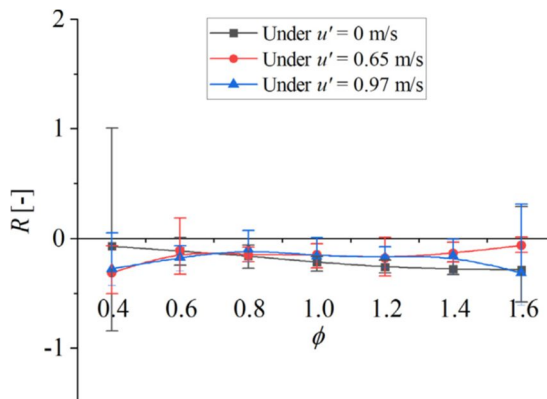 2
Under u′ = 0 m/s
Under u′ = 0.65 m/s
Under u′ = 0.97 m/s
1
R [-]
0
0.4 0.6 0.8 1.0 1.2 1.4 1.6
ϕ
-1